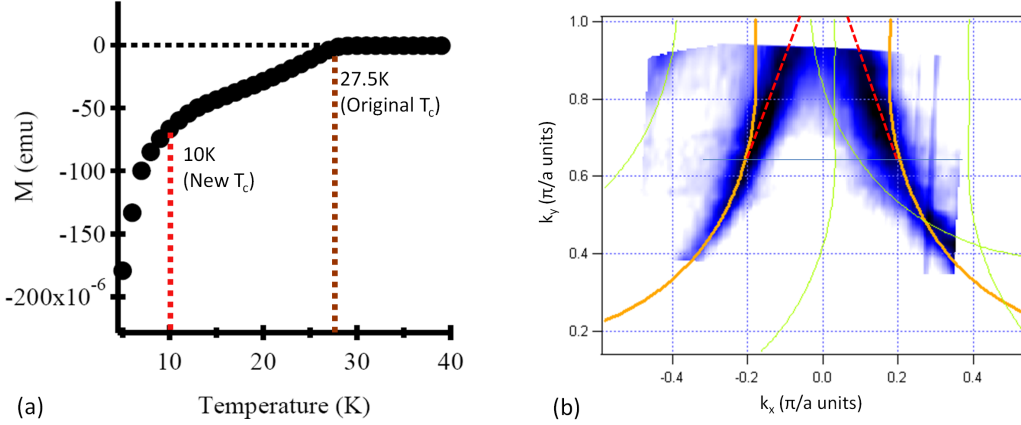 0
-50
-100
-150
-200x10⁻⁶
M (emu)
27.5K
(Original Tc)
10K
(New Tc)
10
20
30
40
Temperature (K)
(a)
1.0
0.8
0.6
0.4
0.2
ky (π/a units)
-0.4
-0.2
0.0
0.2
0.4
kx (π/a units)
(b)